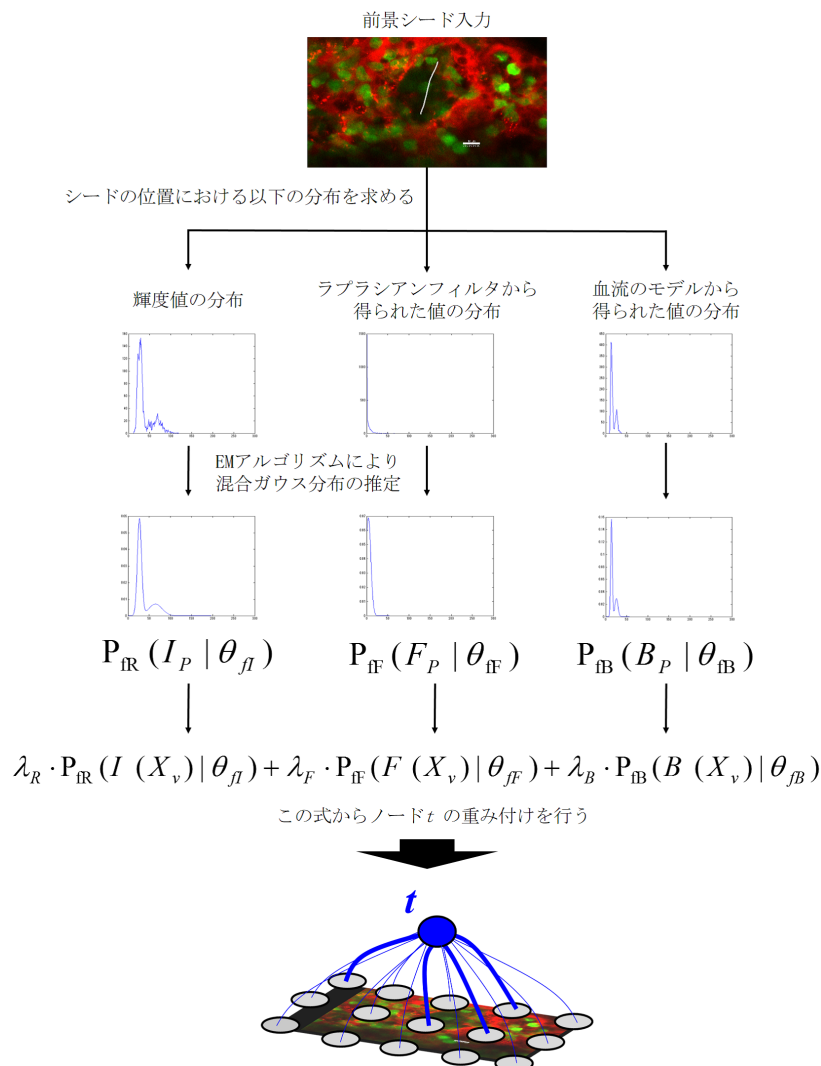 前景シード入力
シードの位置における以下の分布を求める
輝度値の分布
ラプラシアンフィルタから
得られた値の分布
血流のモデルから
得られた値の分布
EMアルゴリズムにより
混合ガウス分布の推定
P_fR(I_P | θ_fI)
P_fF(F_P | θ_fF)
P_fB(B_P | θ_fB)
λ_R · P_fR(I (X_v) | θ_fI) + λ_F · P_fF(F (X_v) | θ_fF) + λ_B · P_fB(B (X_v) | θ_fB)
この式からノード t の重み付けを行う
t